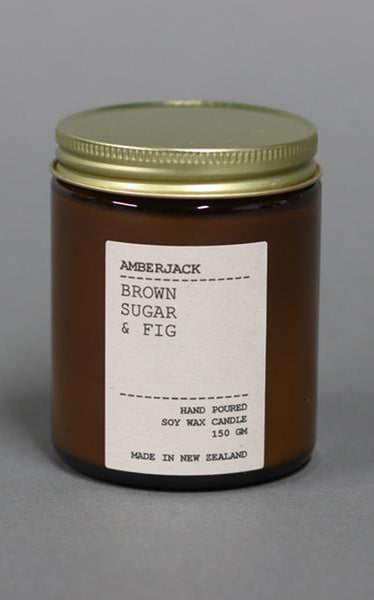 AMBERJACK
BROWN
SUGAR
& FIG
HAND POURED
SOY WAX CANDLE
150 GM
MADE IN NEW ZEALAND